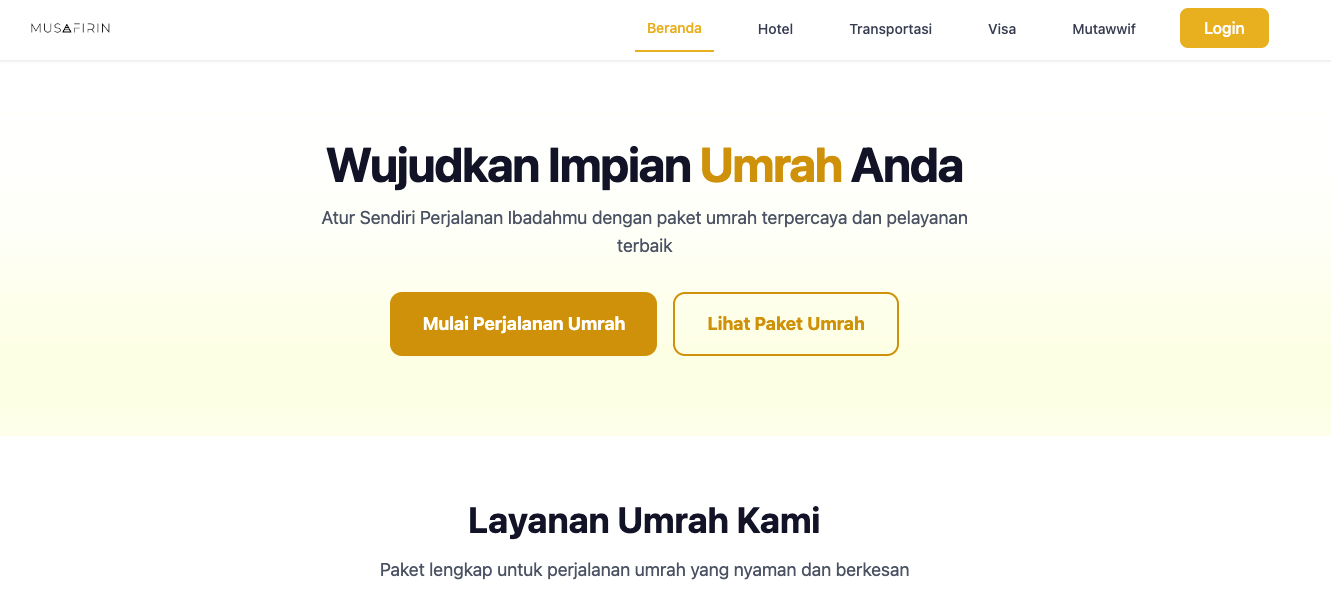 MUSAFIRIN
Beranda
Hotel
Transportasi
Visa
Mutawwif
Login
Wujudkan Impian Umrah Anda
Atur Sendiri Perjalanan Ibadahmu dengan paket umrah terpercaya dan pelayanan
terbaik
Mulai Perjalanan Umrah
Lihat Paket Umrah
Layanan Umrah Kami
Paket lengkap untuk perjalanan umrah yang nyaman dan berkesan